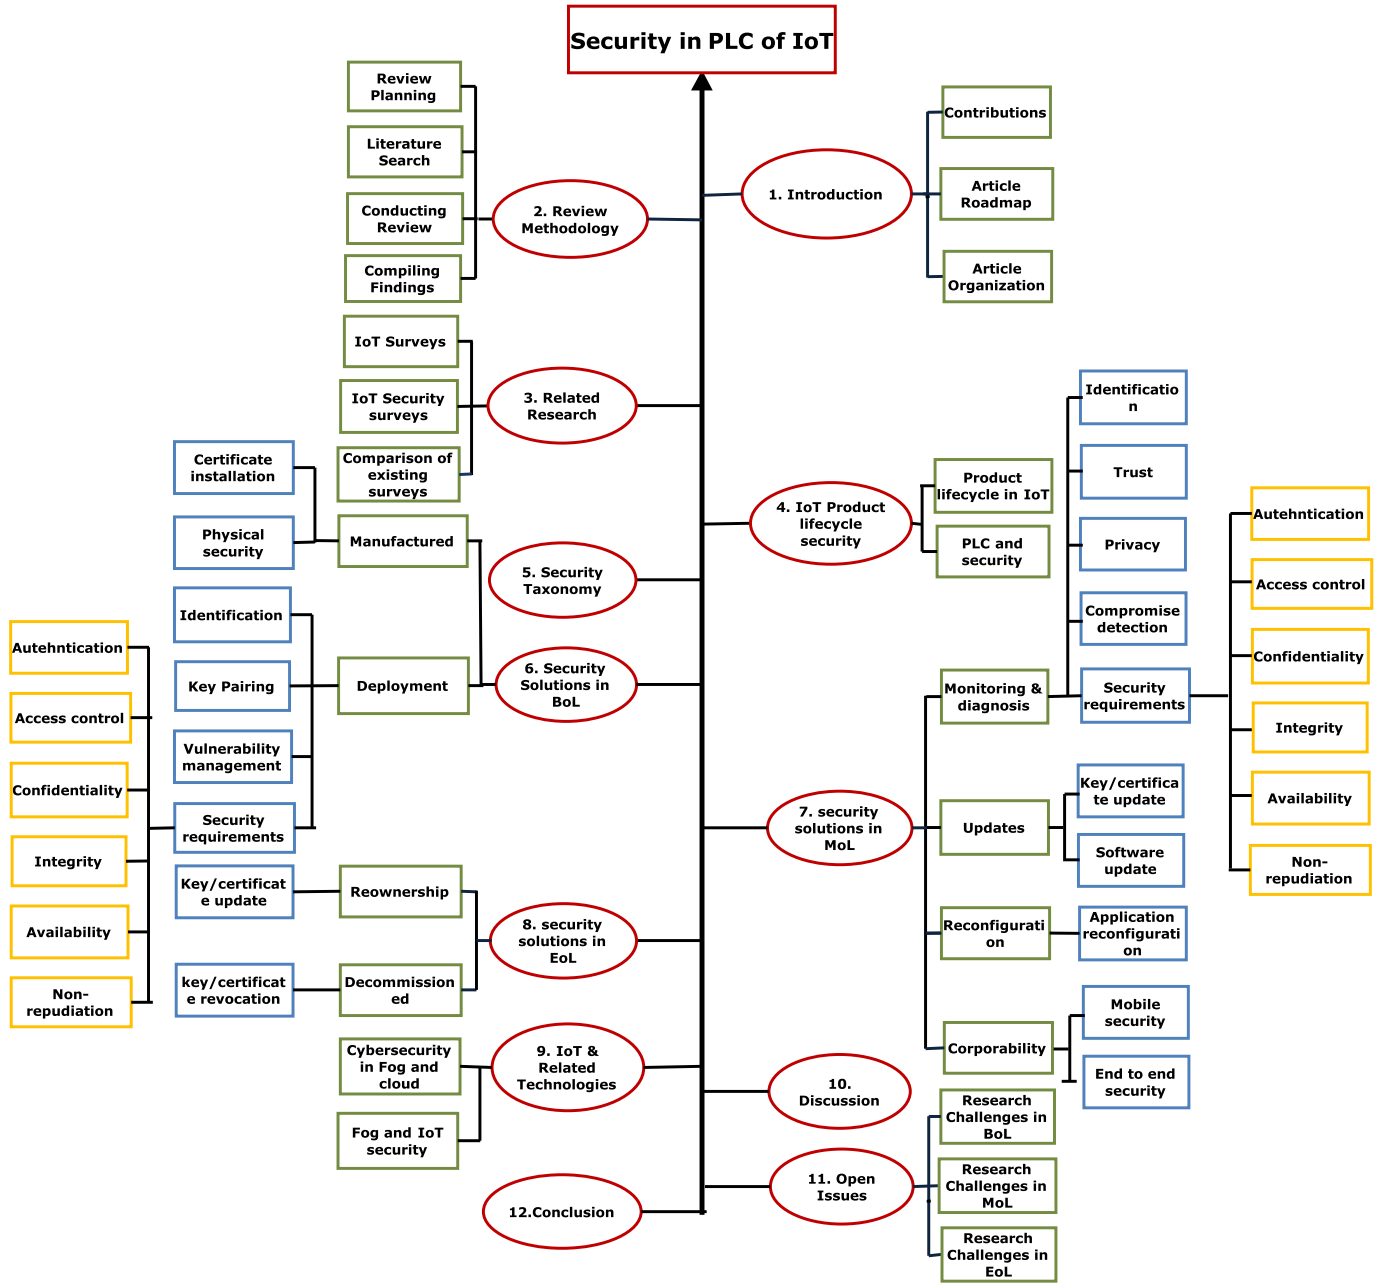 Security in PLC of IoT
1. Introduction
Contributions
Article
Roadmap
Article
Organization
2. Review
Methodology
Review
Planning
Literature
Search
Conducting
Review
Compiling
Findings
3. Related
Research
IoT Surveys
IoT Security
surveys
Comparison of
existing
surveys
4. IoT Product
lifecycle
security
Product
lifecycle in IoT
PLC and
security
5. Security
Taxonomy
6. Security
Solutions in
BoL
Manufactured
Certificate
installation
Physical
security
Deployment
Identification
Key Pairing
Vulnerability
management
Security
requirements
Autehntication
Access control
Confidentiality
Integrity
Availability
Non-
repudiation
7. security
solutions in
MoL
Monitoring &
diagnosis
Identificatio
n
Trust
Privacy
Compromise
detection
Security
requirements
Autehntication
Access control
Confidentiality
Integrity
Availability
Non-
repudiation
Updates
Key/certifica
te update
Software
update
Reconfigurati
on
Application
reconfigurati
on
Corporability
Mobile
security
End to end
security
8. security
solutions in
EoL
Reownership
Key/certificat
e update
Decommission
ed
key/certificat
e revocation
9. IoT &
Related
Technologies
Cybersecurity
in Fog and
cloud
Fog and IoT
security
10.
Discussion
11. Open
Issues
Research
Challenges in
BoL
Research
Challenges in
MoL
Research
Challenges in
EoL
12.Conclusion